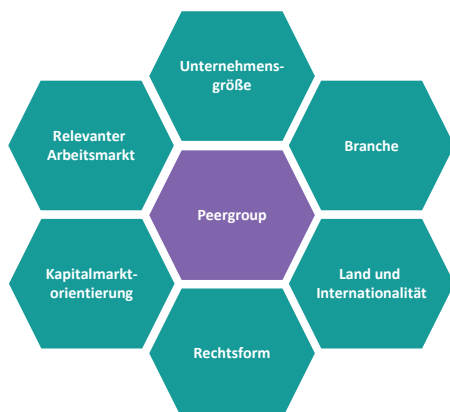 Unternehmens-
größe
Relevanter
Arbeitsmarkt
Branche
Peergroup
Kapitalmarkt-
orientierung
Land und
Internationalität
Rechtsform